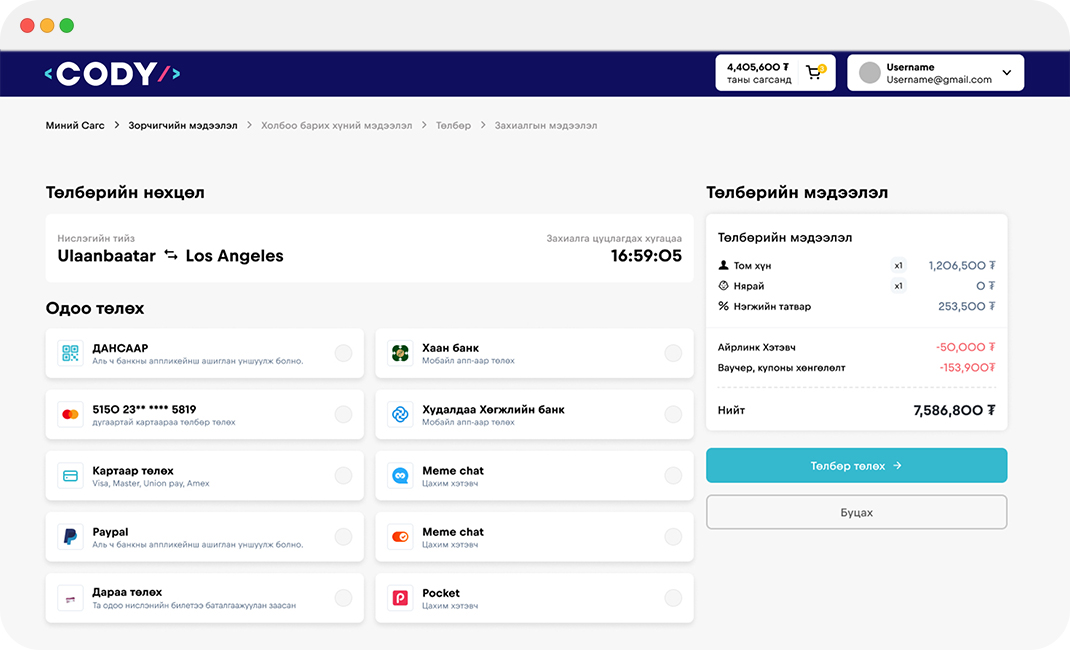 <CODY/>
4,405,600 ₮
таны сагсанд
Username
Username@gmail.com
Миний Сагс > Зорчигчийн мэдээлэл > Холбоо барих хүний мэдээлэл > Төлбөр > Захиалгын мэдээлэл
Төлбөрийн нөхцөл
Нислэгийн тийз
Ulaanbaatar Los Angeles
Захиалга цуцлагдах хугацаа
16:59:05
Одоо төлөх
ДАНСААР
Аль ч банкны аппликейнш ашиглан уншуулж болно.
Хаан банк
Мобайл апп-аар төлөх
5150 23** **** 5819
дугаартай картаараа төлбөр төлөх
Худалдаа Хөгжлийн банк
Мобайл апп-аар төлөх
Картаар төлөх
Visa, Master, Union pay, Amex
Meme chat
Цахим хэтэвч
Paypal
Аль ч банкны аппликейнш ашиглан уншуулж болно.
Meme chat
Цахим хэтэвч
Дараа төлөх
Та одоо нислэнийн билетээ баталгаажуулан заасан
Pocket
Цахим хэтэвч
Төлбөрийн мэдээлэл
Төлбөрийн мэдээлэл
Том хүн x1 1,206,500 ₮
Нярай x1 0 ₮
% Нэгжийн татвар 253,500 ₮
Айрлинк Хэтэвч -50,000 ₮
Ваучер, купоны хөнгөлөлт -153,900₮
Нийт 7,586,800 ₮
Төлбөр төлөх →
Буцах